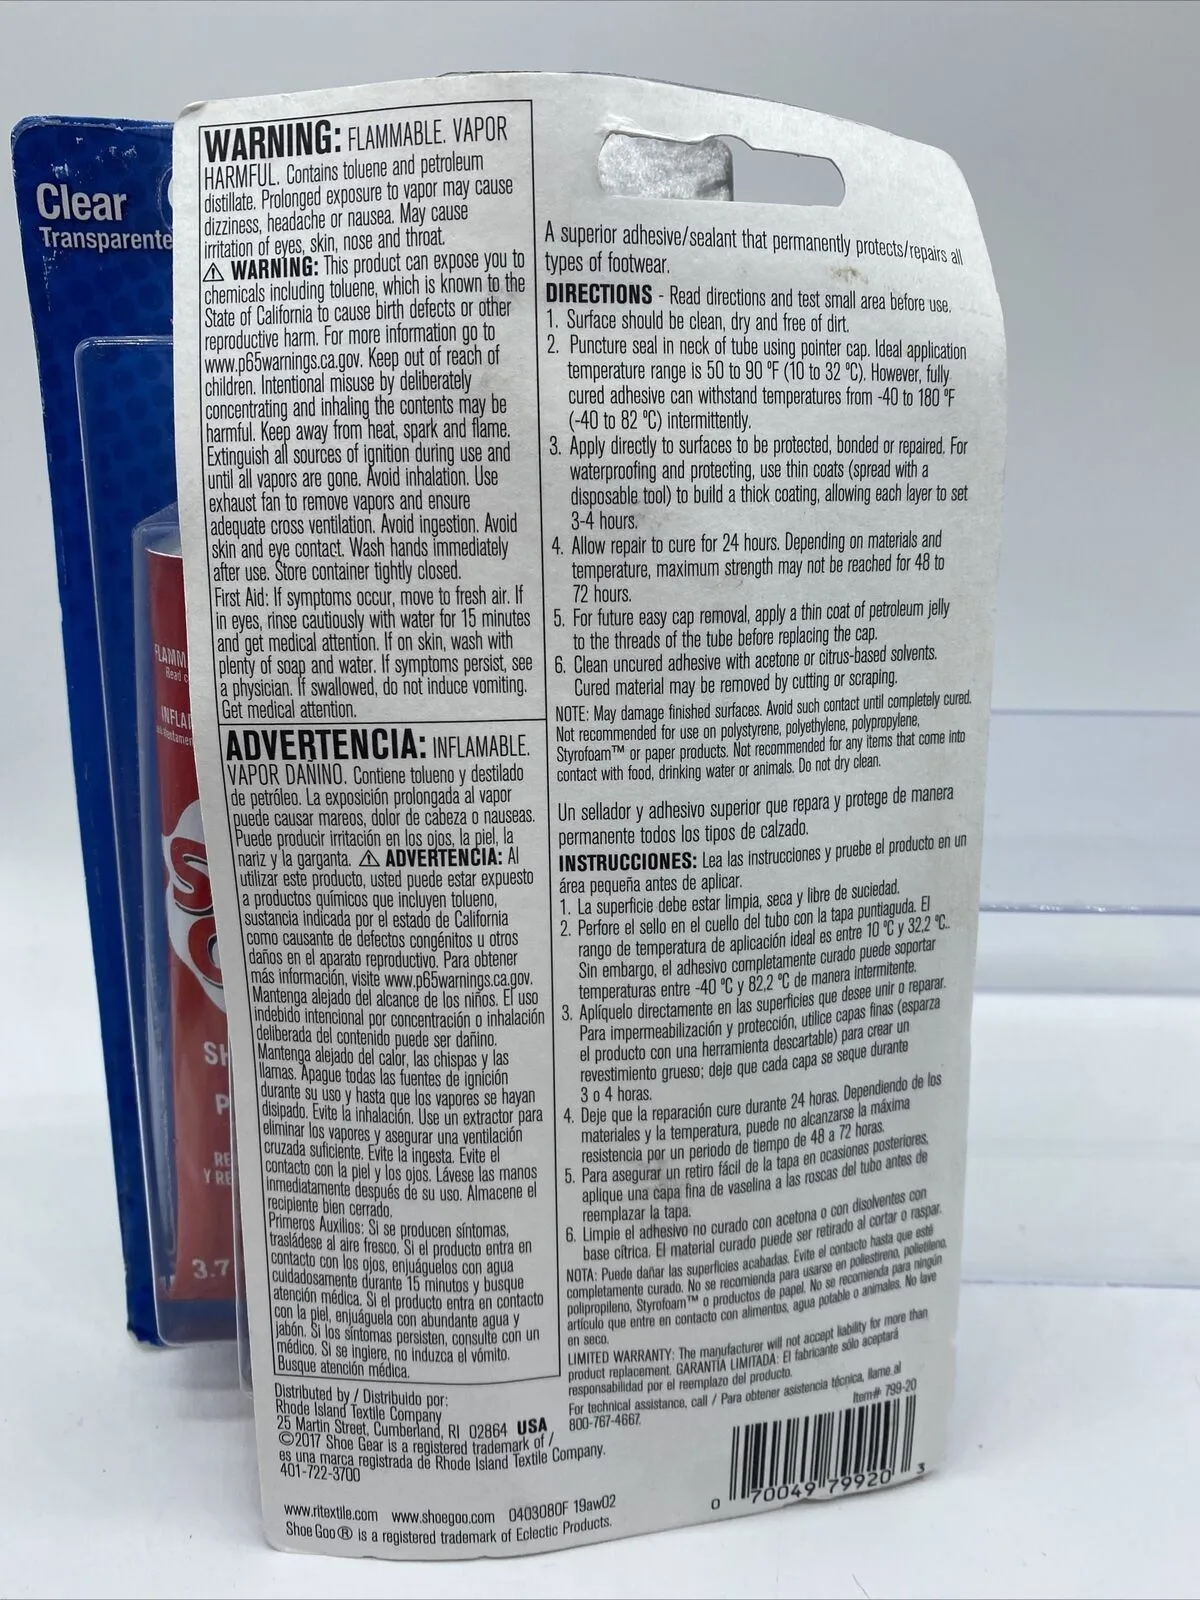 Clear
Transparente
WARNING: FLAMMABLE. VAPOR
HARMFUL. Contains toluene and petroleum
distillate. Prolonged exposure to vapor may cause
dizziness, headache or nausea. May cause
irritation of eyes, skin, nose and throat.
⚠ WARNING: This product can expose you to
chemicals including toluene, which is known to the
State of California to cause birth defects or other
reproductive harm. For more information go to
www.p65warnings.ca.gov. Keep out of reach of
children. Intentional misuse by deliberately
concentrating and inhaling the contents may be
harmful. Keep away from heat, spark and flame.
Extinguish all sources of ignition during use and
until all vapors are gone. Avoid inhalation. Use
exhaust fan to remove vapors and ensure
adequate cross ventilation. Avoid ingestion. Avoid
skin and eye contact. Wash hands immediately
after use. Store container tightly closed.
First Aid: If symptoms occur, move to fresh air. If
in eyes, rinse cautiously with water for 15 minutes
and get medical attention. If on skin, wash with
plenty of soap and water. If symptoms persist, see
a physician. If swallowed, do not induce vomiting.
Get medical attention.
ADVERTENCIA: INFLAMABLE.
VAPOR DAÑINO. Contiene tolueno y destilado
de petróleo. La exposición prolongada al vapor
puede causar mareos, dolor de cabeza o nauseas.
Puede producir irritación en los ojos, la piel, la
nariz y la garganta. ⚠ ADVERTENCIA: Al
utilizar este producto, usted puede estar expuesto
a productos químicos que incluyen tolueno,
sustancia indicada por el estado de California
como causante de defectos congénitos u otros
daños en el aparato reproductivo. Para obtener
más información, visite www.p65warnings.ca.gov.
Mantenga alejado del alcance de los niños. El uso
indebido intencional por concentración o inhalación
deliberada del contenido puede ser dañino.
Mantenga alejado del calor, las chispas y las
llamas. Apague todas las fuentes de ignición
durante su uso y hasta que los vapores se hayan
disipado. Evite la inhalación. Use un extractor para
eliminar los vapores y asegurar una ventilación
cruzada suficiente. Evite la ingesta. Evite el
contacto con la piel y los ojos. Lávese las manos
inmediatamente después de su uso. Almacene el
recipiente bien cerrado.
Primeros Auxilios: Si se producen síntomas,
trasládese al aire fresco. Si el producto entra en
contacto con los ojos, enjuáguelos con agua
cuidadosamente durante 15 minutos y busque
atención médica. Si el producto entra en contacto
con la piel, enjuáguela con abundante agua y
jabón. Si los síntomas persisten, consulte con un
médico. Si se ingiere, no induzca el vómito.
Busque atención médica.
Distributed by / Distribuido por:
Rhode Island Textile Company
25 Martin Street, Cumberland, RI 02864 USA
©2017 Shoe Gear is a registered trademark of /
es una marca registrada de Rhode Island Textile Company.
401-722-3700
www.ritextile.com www.shoegoo.com 0403080F 19aw02
Shoe Goo® is a registered trademark of Eclectic Products.
A superior adhesive/sealant that permanently protects/repairs all
types of footwear.
DIRECTIONS - Read directions and test small area before use.
1. Surface should be clean, dry and free of dirt.
2. Puncture seal in neck of tube using pointer cap. Ideal application
temperature range is 50 to 90 ºF (10 to 32 ºC). However, fully
cured adhesive can withstand temperatures from -40 to 180 ºF
(-40 to 82 ºC) intermittently.
3. Apply directly to surfaces to be protected, bonded or repaired. For
waterproofing and protecting, use thin coats (spread with a
disposable tool) to build a thick coating, allowing each layer to set
3-4 hours.
4. Allow repair to cure for 24 hours. Depending on materials and
temperature, maximum strength may not be reached for 48 to
72 hours.
5. For future easy cap removal, apply a thin coat of petroleum jelly
to the threads of the tube before replacing the cap.
6. Clean uncured adhesive with acetone or citrus-based solvents.
Cured material may be removed by cutting or scraping.
NOTE: May damage finished surfaces. Avoid such contact until completely cured.
Not recommended for use on polystyrene, polyethylene, polypropylene,
Styrofoam™ or paper products. Not recommended for any items that come into
contact with food, drinking water or animals. Do not dry clean.
Un sellador y adhesivo superior que repara y protege de manera
permanente todos los tipos de calzado.
INSTRUCCIONES: Lea las instrucciones y pruebe el producto en un
área pequeña antes de aplicar.
1. La superficie debe estar limpia, seca y libre de suciedad.
2. Perfore el sello en el cuello del tubo con la tapa puntiaguda. El
rango de temperatura de aplicación ideal es entre 10 ºC y 32,2 ºC..
Sin embargo, el adhesivo completamente curado puede soportar
temperaturas entre -40 ºC y 82,2 ºC de manera intermitente.
3. Aplíquelo directamente en las superficies que desee unir o reparar.
Para impermeabilización y protección, utilice capas finas (esparza
el producto con una herramienta descartable) para crear un
revestimiento grueso; deje que cada capa se seque durante
3 o 4 horas.
4. Deje que la reparación cure durante 24 horas. Dependiendo de los
materiales y la temperatura, puede no alcanzarse la máxima
resistencia por un periodo de tiempo de 48 a 72 horas.
5. Para asegurar un retiro fácil de la tapa en ocasiones posteriores,
aplique una capa fina de vaselina a las roscas del tubo antes de
reemplazar la tapa.
6. Limpie el adhesivo no curado con acetona o con disolventes con
base cítrica. El material curado puede ser retirado al cortar o raspar.
NOTA: Puede dañar las superficies acabadas. Evite el contacto hasta que esté
completamente curado. No se recomienda para usarse en poliestireno, polietileno,
polipropileno, Styrofoam™ o productos de papel. No se recomienda para ningún
artículo que entre en contacto con alimentos, agua potable o animales. No lave
en seco.
LIMITED WARRANTY: The manufacturer will not accept liability for more than
product replacement. GARANTÍA LIMITADA: El fabricante sólo aceptará
responsabilidad por el reemplazo del producto.
For technical assistance, call / Para obtener asistencia técnica, llame al
800-767-4667.
Item# 799-20
0 70049 79920 3
FLAMM
Read c
INFLA
SH
P
RE
Y RE
3.7